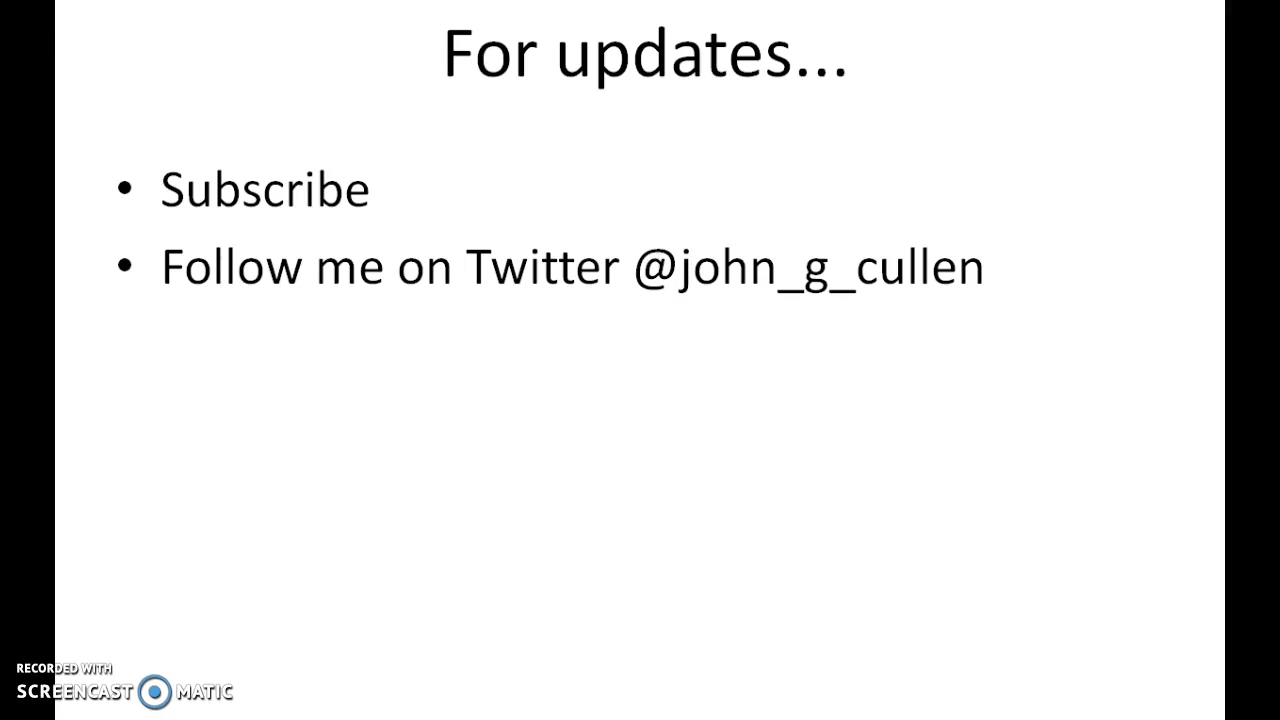 For updates...
• Subscribe
• Follow me on Twitter @john_g_cullen
RECORDED WITH
SCREENCAST MATIC